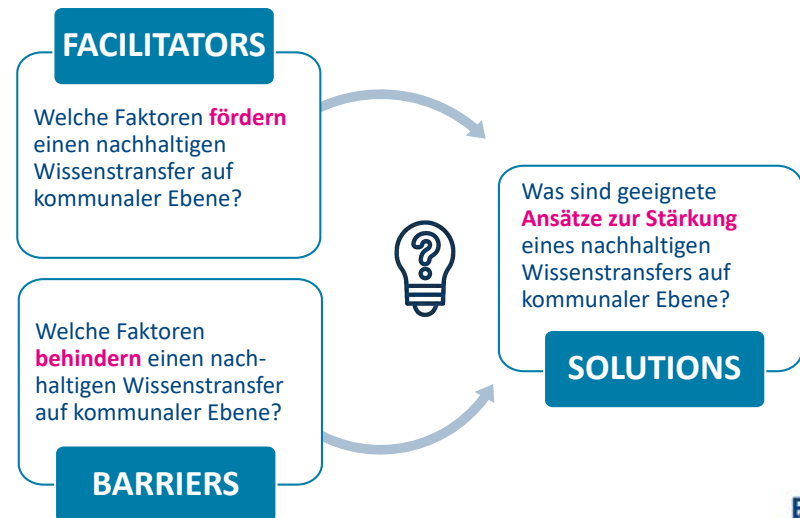 FACILITATORS
Welche Faktoren fördern
einen nachhaltigen
Wissenstransfer auf
kommunaler Ebene?
Welche Faktoren
behindern einen nach-
haltigen Wissenstransfer
auf kommunaler Ebene?
BARRIERS
Was sind geeignete
Ansätze zur Stärkung
eines nachhaltigen
Wissenstransfers auf
kommunaler Ebene?
SOLUTIONS